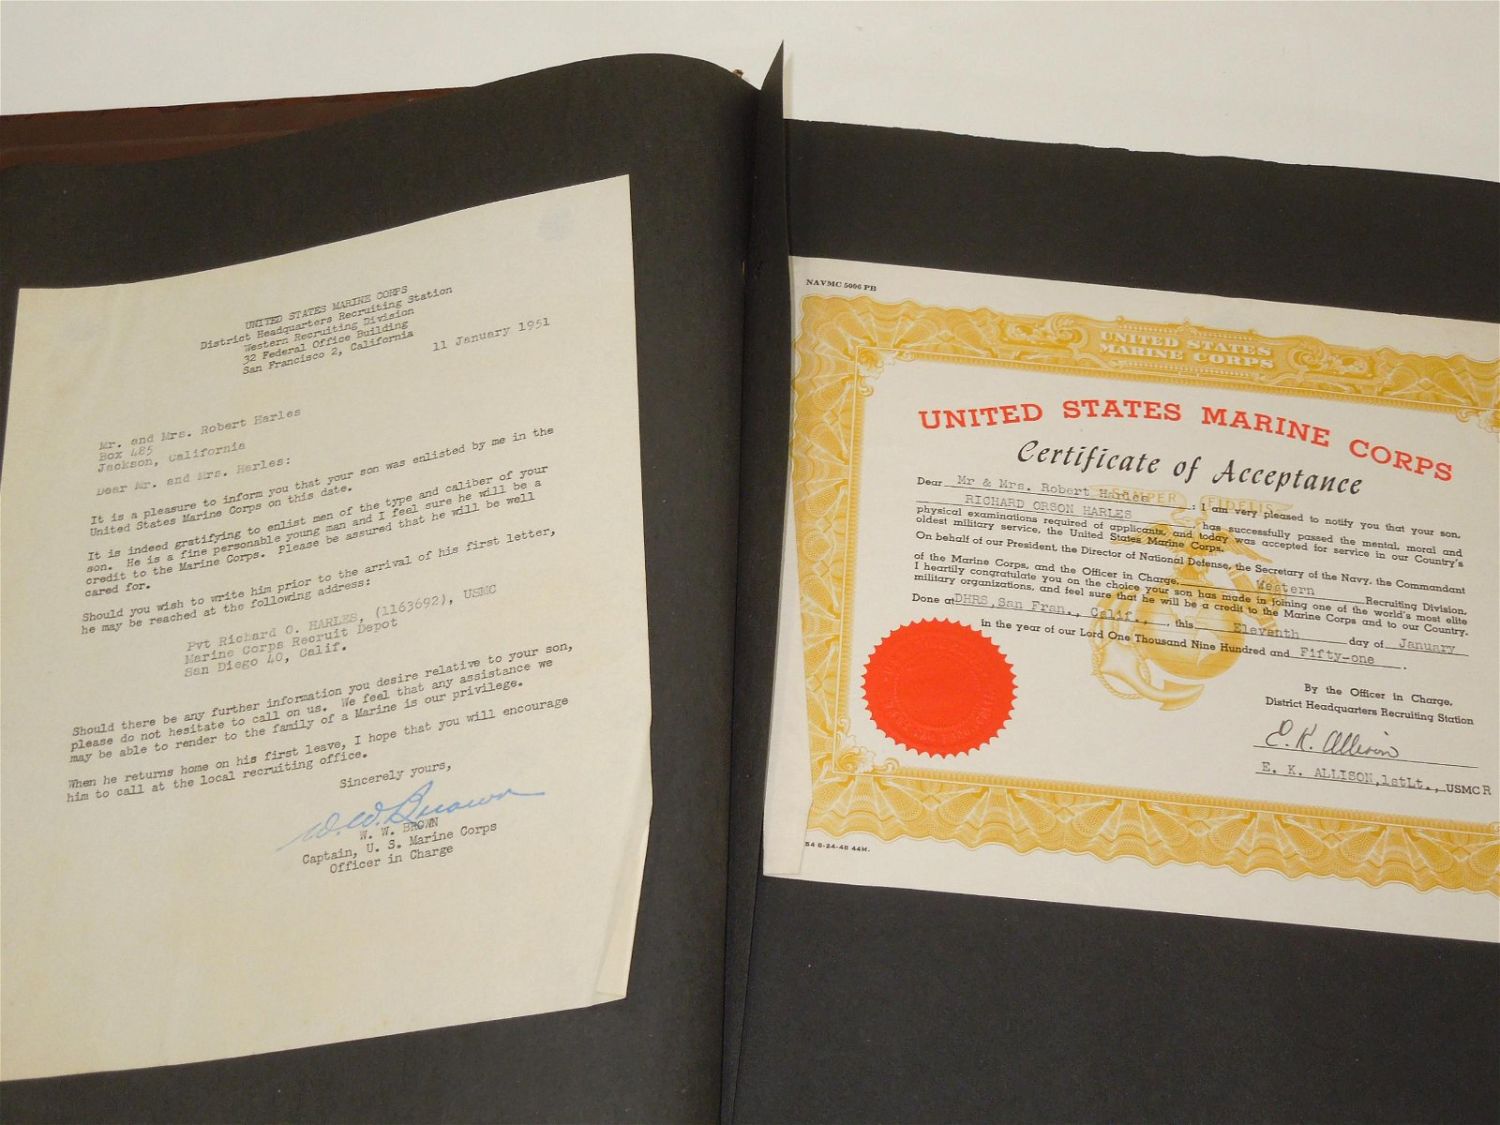 UNITED STATES MARINE CORPS
District Headquarters Recruiting Station
Western Recruiting Division
32 Federal Office Building
San Francisco 2, California
11 January 1951
Mr. and Mrs. Robert Harles
Box 485
Jackson, California
Dear Mr. and Mrs. Harles:
It is a pleasure to inform you that your son was enlisted by me in the
United States Marine Corps on this date.
It is indeed gratifying to enlist men of the type and caliber of your
son. He is a fine personable young man and I feel sure he will be a
credit to the Marine Corps. Please be assured that he will be well
cared for.
Should you wish to write him prior to the arrival of his first letter,
he may be reached at the following address:
Pvt Richard O. HARLES, (1163692), USMC
Marine Corps Recruit Depot
San Diego 40, Calif.
Should there be any further information you desire relative to your son,
please do not hesitate to call on us. We feel that any assistance we
may be able to render to the family of a Marine is our privilege.
When he returns home on his first leave, I hope that you will encourage
him to call at the local recruiting office.
Sincerely yours,
W. W. Brown
W. W. BROWN
Captain, U. S. Marine Corps
Officer in Charge
NAVMC 5006 PB
UNITED STATES
MARINE CORPS
UNITED STATES MARINE CORPS
Certificate of Acceptance
SEMPER FIDELIS
Dear Mr & Mrs. Robert Harles : I am very pleased to notify you that your son,
RICHARD ORSON HARLES has successfully passed the mental, moral and
physical examinations required of applicants, and today was accepted for service in our Country's
oldest military service, the United States Marine Corps.
On behalf of our President, the Director of National Defense, the Secretary of the Navy, the Commandant
of the Marine Corps, and the Officer in Charge, Western Recruiting Division,
I heartily congratulate you on the choice your son has made in joining one of the world's most elite
military organizations, and feel sure that he will be a credit to the Marine Corps and to our Country.
Done at DHRS, San Fran., Calif., this Eleventh day of January
in the year of our Lord One Thousand Nine Hundred and Fifty-one.
By the Officer in Charge,
District Headquarters Recruiting Station
E. K. Allison
E. K. ALLISON, 1stLt., USMCR
54 6-24-48 44M.